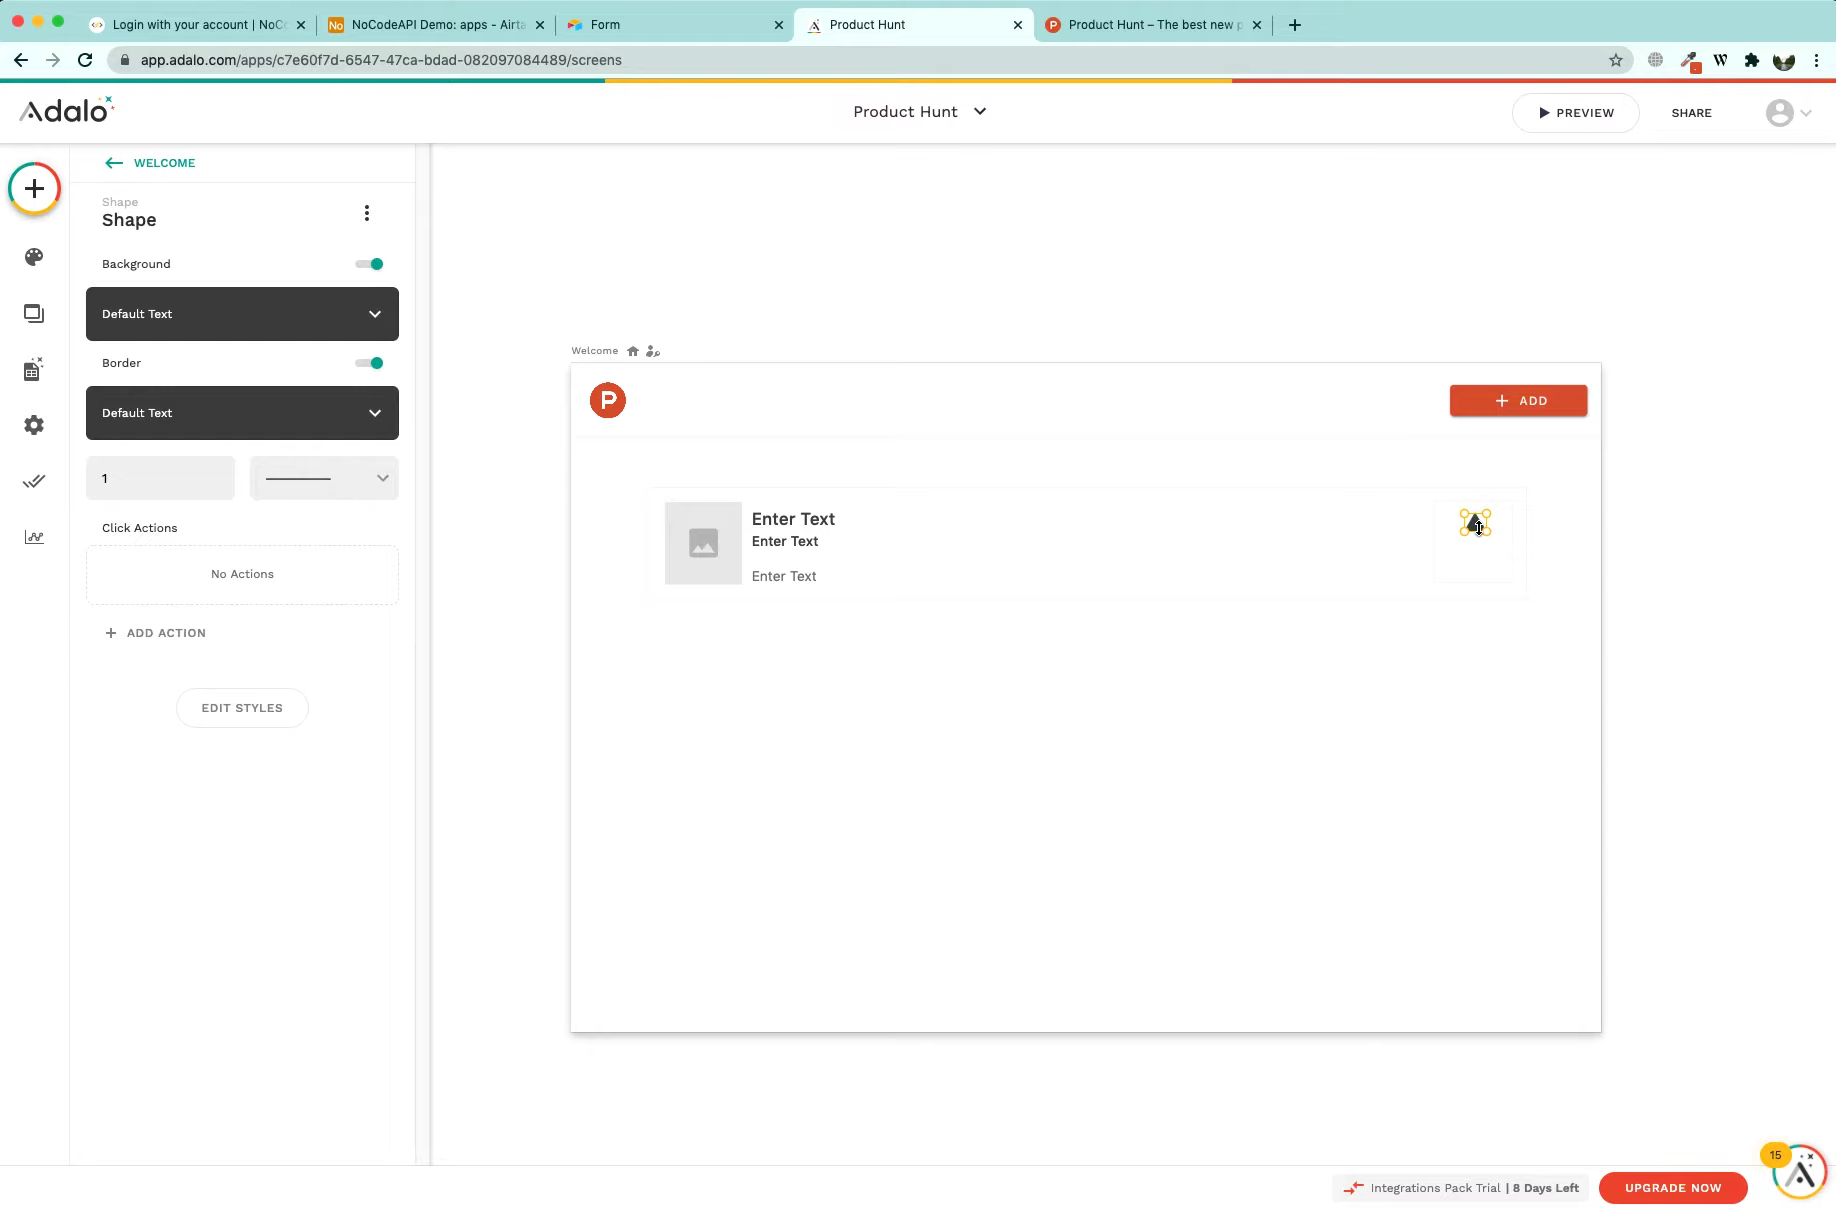 Login with your account | NoCo
NoCodeAPI Demo: apps - Airta
Form
Product Hunt
Product Hunt – The best new p
app.adalo.com/apps/c7e60f7d-6547-47ca-bdad-082097084489/screens
Adalo
Product Hunt
PREVIEW
SHARE
WELCOME
Shape
Shape
Background
Default Text
Border
Default Text
1
Click Actions
No Actions
ADD ACTION
EDIT STYLES
Welcome
P
+ ADD
Enter Text
Enter Text
Enter Text
15
Integrations Pack Trial | 8 Days Left
UPGRADE NOW